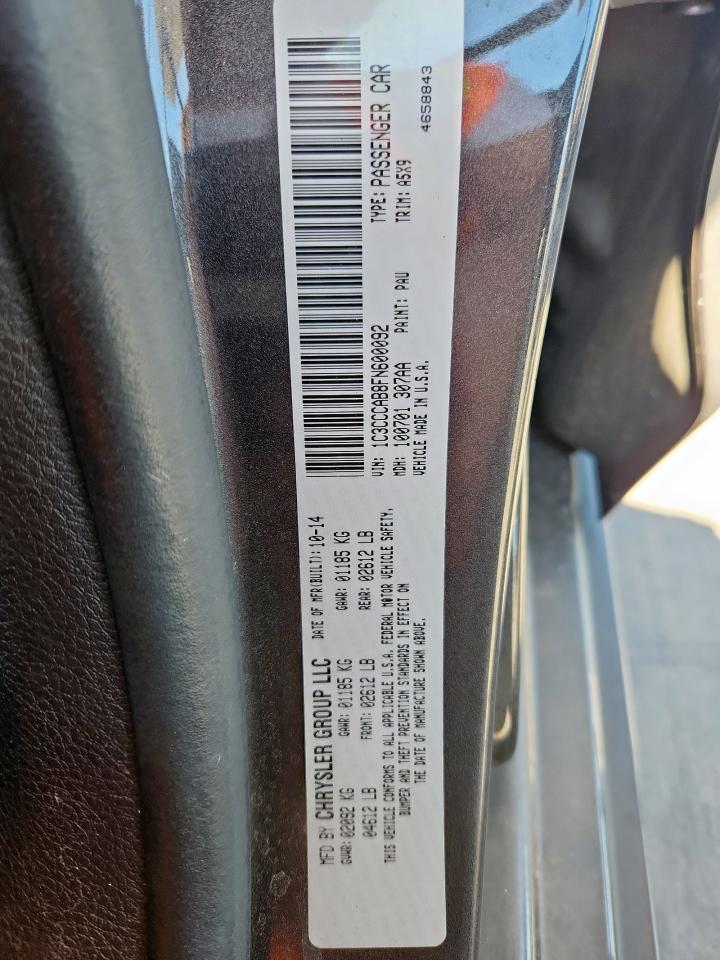 MFD BY CHRYSLER GROUP LLC DATE OF MFR(BUILT): 10-14
GVWR: 02092 KG GAWR: 01185 KG GAWR: 01185 KG
04612 LB FRONT: 02612 LB REAR: 02612 LB
THIS VEHICLE CONFORMS TO ALL APPLICABLE U.S.A. FEDERAL MOTOR VEHICLE SAFETY,
BUMPER AND THEFT PREVENTION STANDARDS IN EFFECT ON
THE DATE OF MANUFACTURE SHOWN ABOVE.
VIN: 1C3CCCAB8FN600092 TYPE: PASSENGER CAR
MDH: 100701 307AA PAINT: PAU TRIM: A5X9
VEHICLE MADE IN U.S.A. 4658843